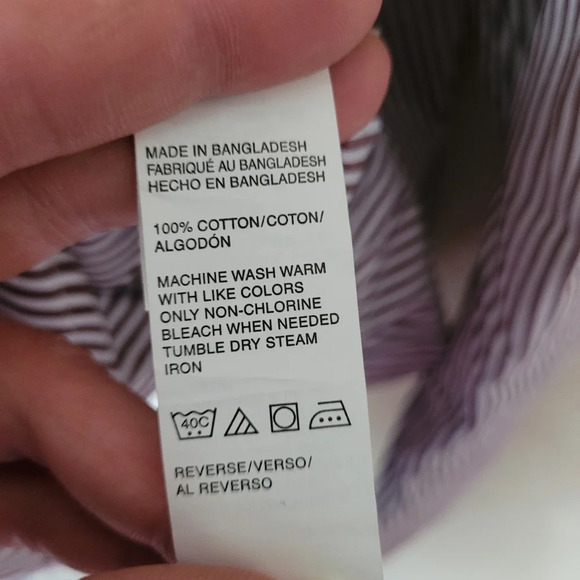 MADE IN BANGLADESH
FABRIQUÉ AU BANGLADESH
HECHO EN BANGLADESH
100% COTTON/COTON/
ALGODÓN
MACHINE WASH WARM
WITH LIKE COLORS
ONLY NON-CHLORINE
BLEACH WHEN NEEDED
TUMBLE DRY STEAM
IRON
40C
REVERSE/VERSO/
AL REVERSO